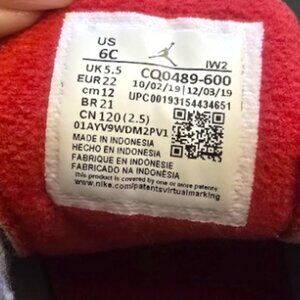 US
6C
IW2
UK 5.5 CQ0489-600
EUR 22 10/02/19 12/03/19
cm 12 UPC00193154434651
BR 21
CN 120(2.5)
01AYV9WDM2PV1
MADE IN INDONESIA
HECHO EN INDONESIA
FABRIQUE EN INDONESIE
FABRICADO NA INDONÉSIA
this product is covered by one or more patents
www.nike.com/patentsvirtualmarking